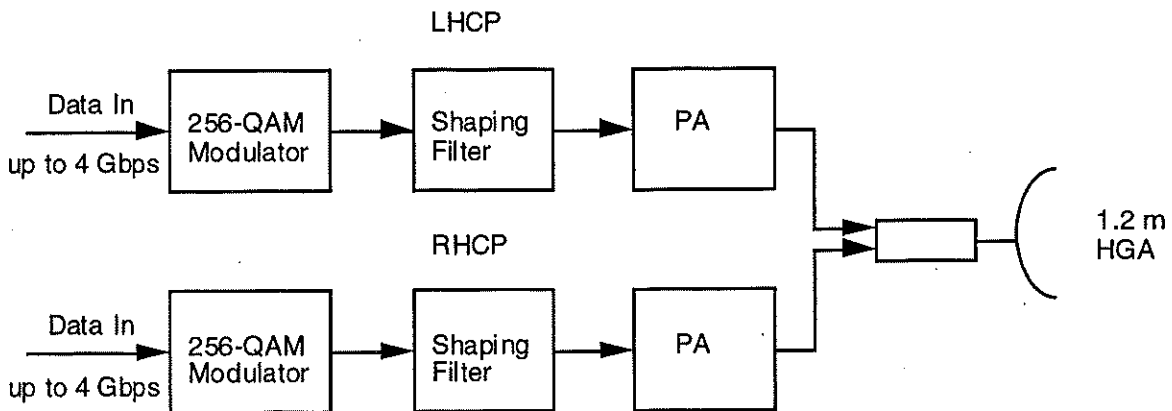 LHCP
Data In
up to 4 Gbps
256-QAM
Modulator
Shaping
Filter
PA
1.2 m
HGA
RHCP
Data In
up to 4 Gbps
256-QAM
Modulator
Shaping
Filter
PA